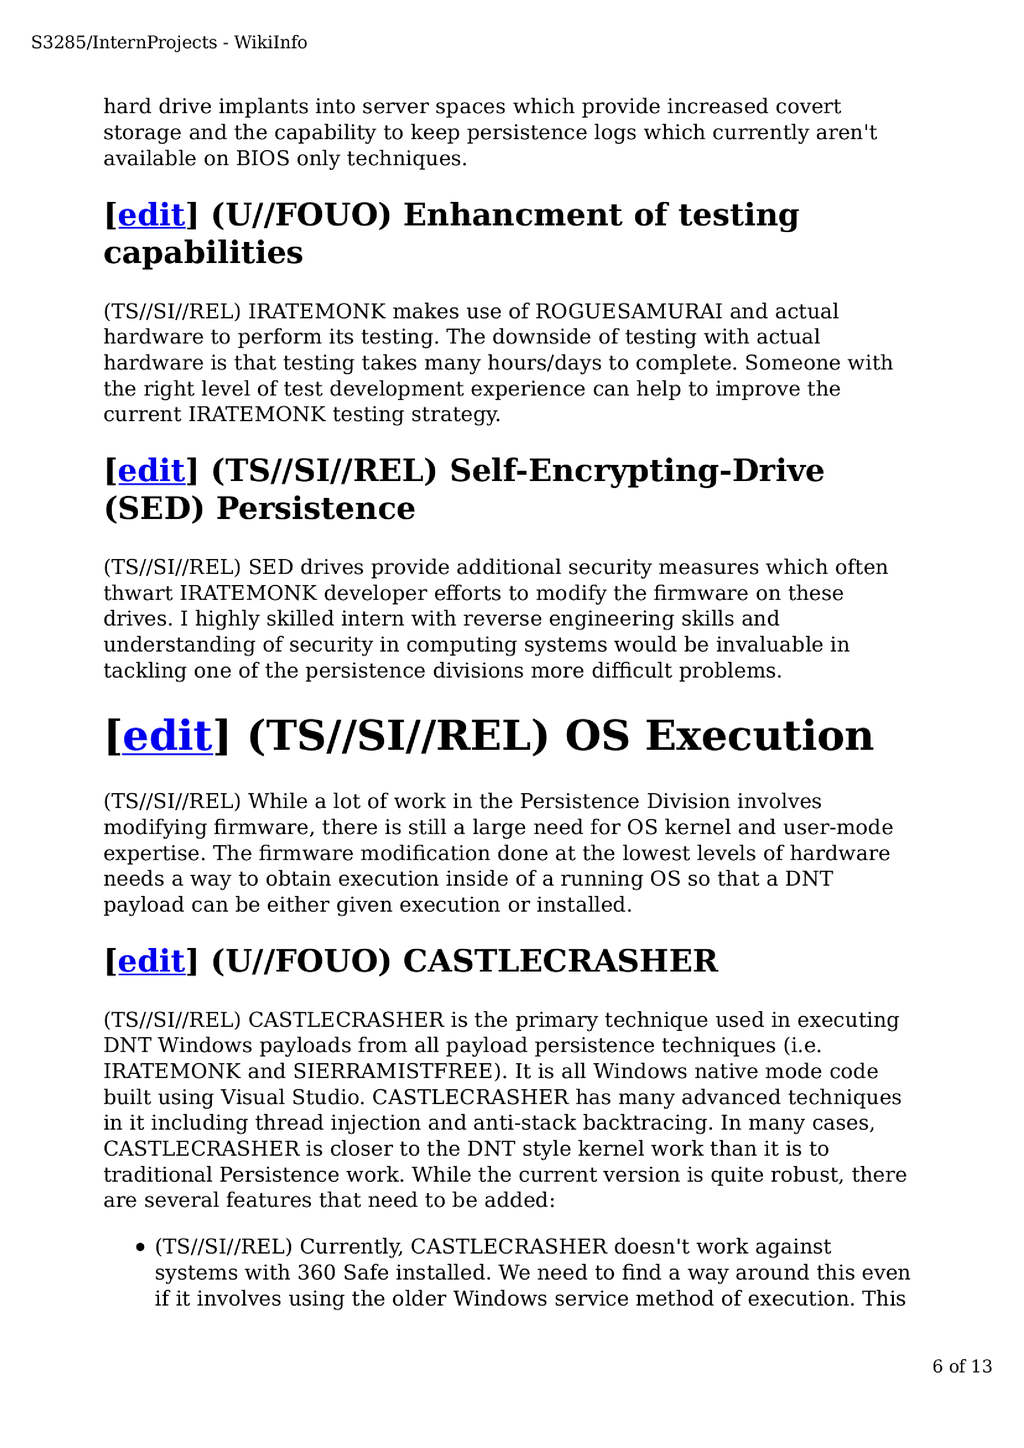 S3285/InternProjects - WikiInfo
hard drive implants into server spaces which provide increased covert
storage and the capability to keep persistence logs which currently aren't
available on BIOS only techniques.
[edit] (U//FOUO) Enhancment of testing
capabilities
(TS//SI//REL) IRATEMONK makes use of ROGUESAMURAI and actual
hardware to perform its testing. The downside of testing with actual
hardware is that testing takes many hours/days to complete. Someone with
the right level of test development experience can help to improve the
current IRATEMONK testing strategy.
[edit] (TS//SI//REL) Self-Encrypting-Drive
(SED) Persistence
(TS//SI//REL) SED drives provide additional security measures which often
thwart IRATEMONK developer efforts to modify the firmware on these
drives. I highly skilled intern with reverse engineering skills and
understanding of security in computing systems would be invaluable in
tackling one of the persistence divisions more difficult problems.
[edit] (TS//SI//REL) OS Execution
(TS//SI//REL) While a lot of work in the Persistence Division involves
modifying firmware, there is still a large need for OS kernel and user-mode
expertise. The firmware modification done at the lowest levels of hardware
needs a way to obtain execution inside of a running OS so that a DNT
payload can be either given execution or installed.
[edit] (U//FOUO) CASTLECRASHER
(TS//SI//REL) CASTLECRASHER is the primary technique used in executing
DNT Windows payloads from all payload persistence techniques (i.e.
IRATEMONK and SIERRAMISTFREE). It is all Windows native mode code
built using Visual Studio. CASTLECRASHER has many advanced techniques
in it including thread injection and anti-stack backtracing. In many cases,
CASTLECRASHER is closer to the DNT style kernel work than it is to
traditional Persistence work. While the current version is quite robust, there
are several features that need to be added:
• (TS//SI//REL) Currently, CASTLECRASHER doesn't work against
systems with 360 Safe installed. We need to find a way around this even
if it involves using the older Windows service method of execution. This
6 of 13